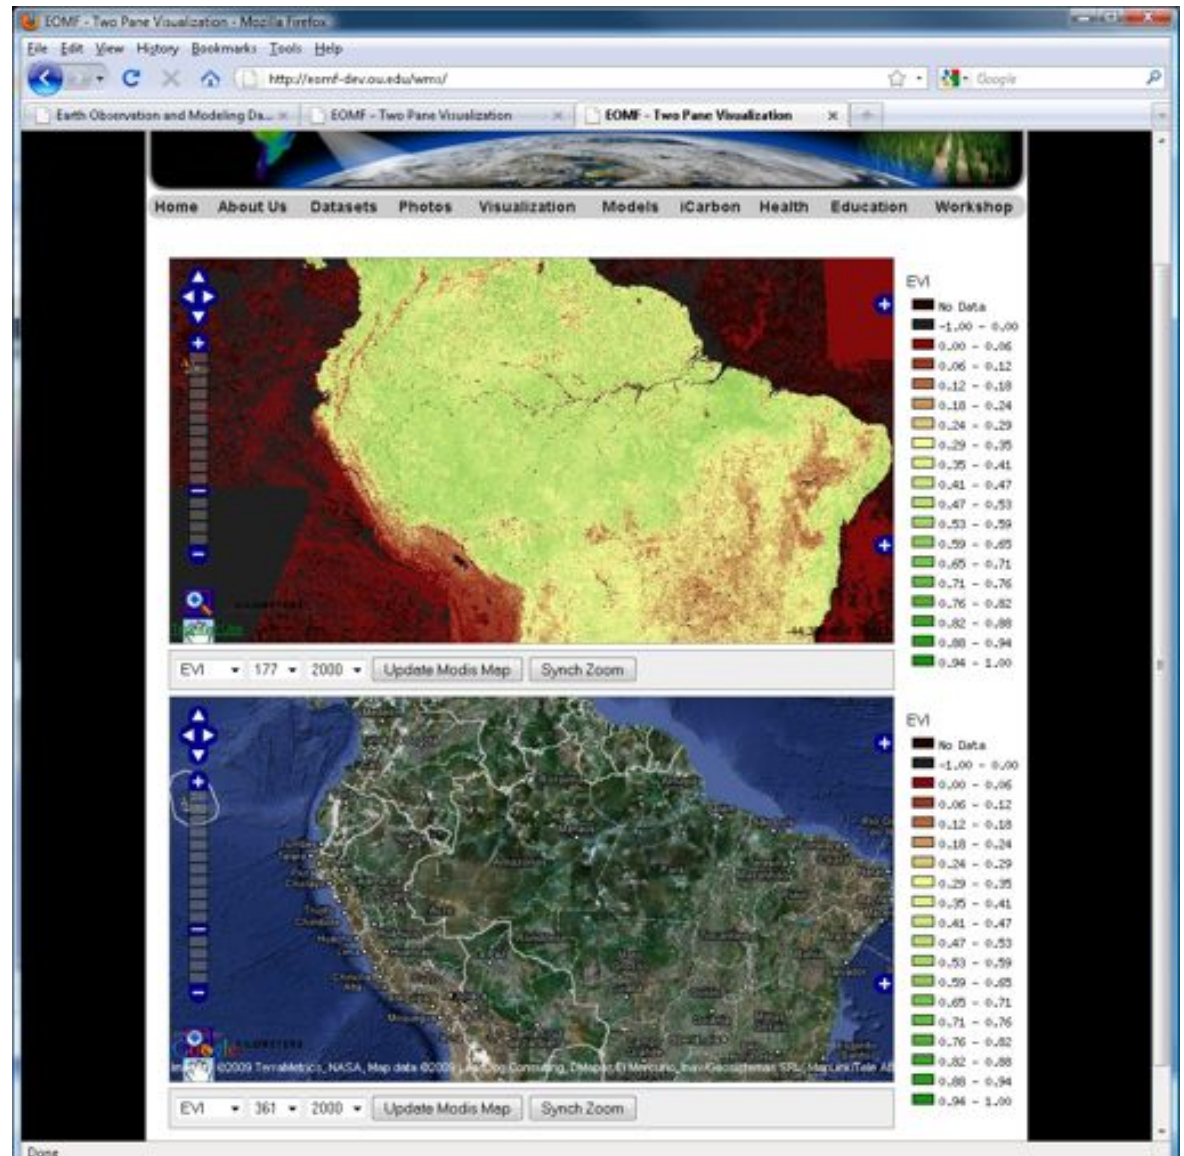 EOMF - Two Pane Visualization - Mozilla Firefox
File Edit View History Bookmarks Tools Help
http://eomf-dev.ou.edu/wms/
Google
Earth Observation and Modeling Da...
EOMF - Two Pane Visualization
EOMF - Two Pane Visualization
Home About Us Datasets Photos Visualization Models iCarbon Health Education Workshop
EVI
No Data
-1.00 - 0.00
0.00 - 0.06
0.06 - 0.12
0.12 - 0.18
0.18 - 0.24
0.24 - 0.29
0.29 - 0.35
0.35 - 0.41
0.41 - 0.47
0.47 - 0.53
0.53 - 0.59
0.59 - 0.65
0.65 - 0.71
0.71 - 0.76
0.76 - 0.82
0.82 - 0.88
0.88 - 0.94
0.94 - 1.00
EVI 177 2000 Update Modis Map Synch Zoom
EVI
No Data
-1.00 - 0.00
0.00 - 0.06
0.06 - 0.12
0.12 - 0.18
0.18 - 0.24
0.24 - 0.29
0.29 - 0.35
0.35 - 0.41
0.41 - 0.47
0.47 - 0.53
0.53 - 0.59
0.59 - 0.65
0.65 - 0.71
0.71 - 0.76
0.76 - 0.82
0.82 - 0.88
0.88 - 0.94
0.94 - 1.00
Amazonas
Salvador
Lima
Google
©2009 TerraMetrics, NASA, Map data ©2009
EVI 361 2000 Update Modis Map Synch Zoom
Done